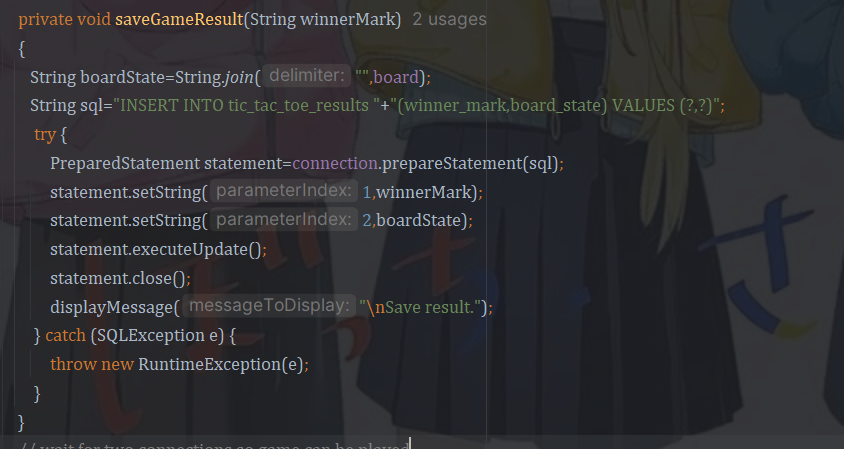 private void saveGameResult(String winnerMark) 2 usages
{
String boardState=String.join( delimiter: "",board);
String sql="INSERT INTO tic_tac_toe_results "+"(winner_mark,board_state) VALUES (?,?)";
try {
PreparedStatement statement=connection.prepareStatement(sql);
statement.setString( parameterIndex: 1,winnerMark);
statement.setString( parameterIndex: 2,boardState);
statement.executeUpdate();
statement.close();
displayMessage( messageToDisplay: "\nSave result.");
} catch (SQLException e) {
throw new RuntimeException(e);
}
}
// wait for two connections so game can be played